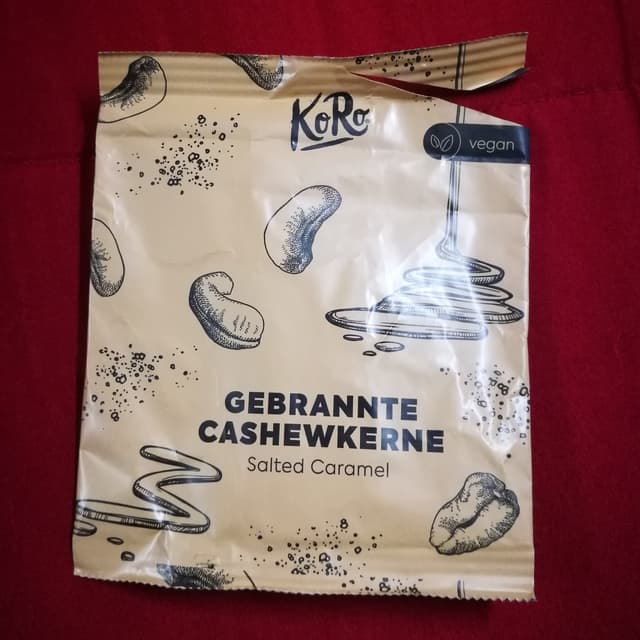 KoRo
vegan
GEBRANNTE
CASHEWKERNE
Salted Caramel